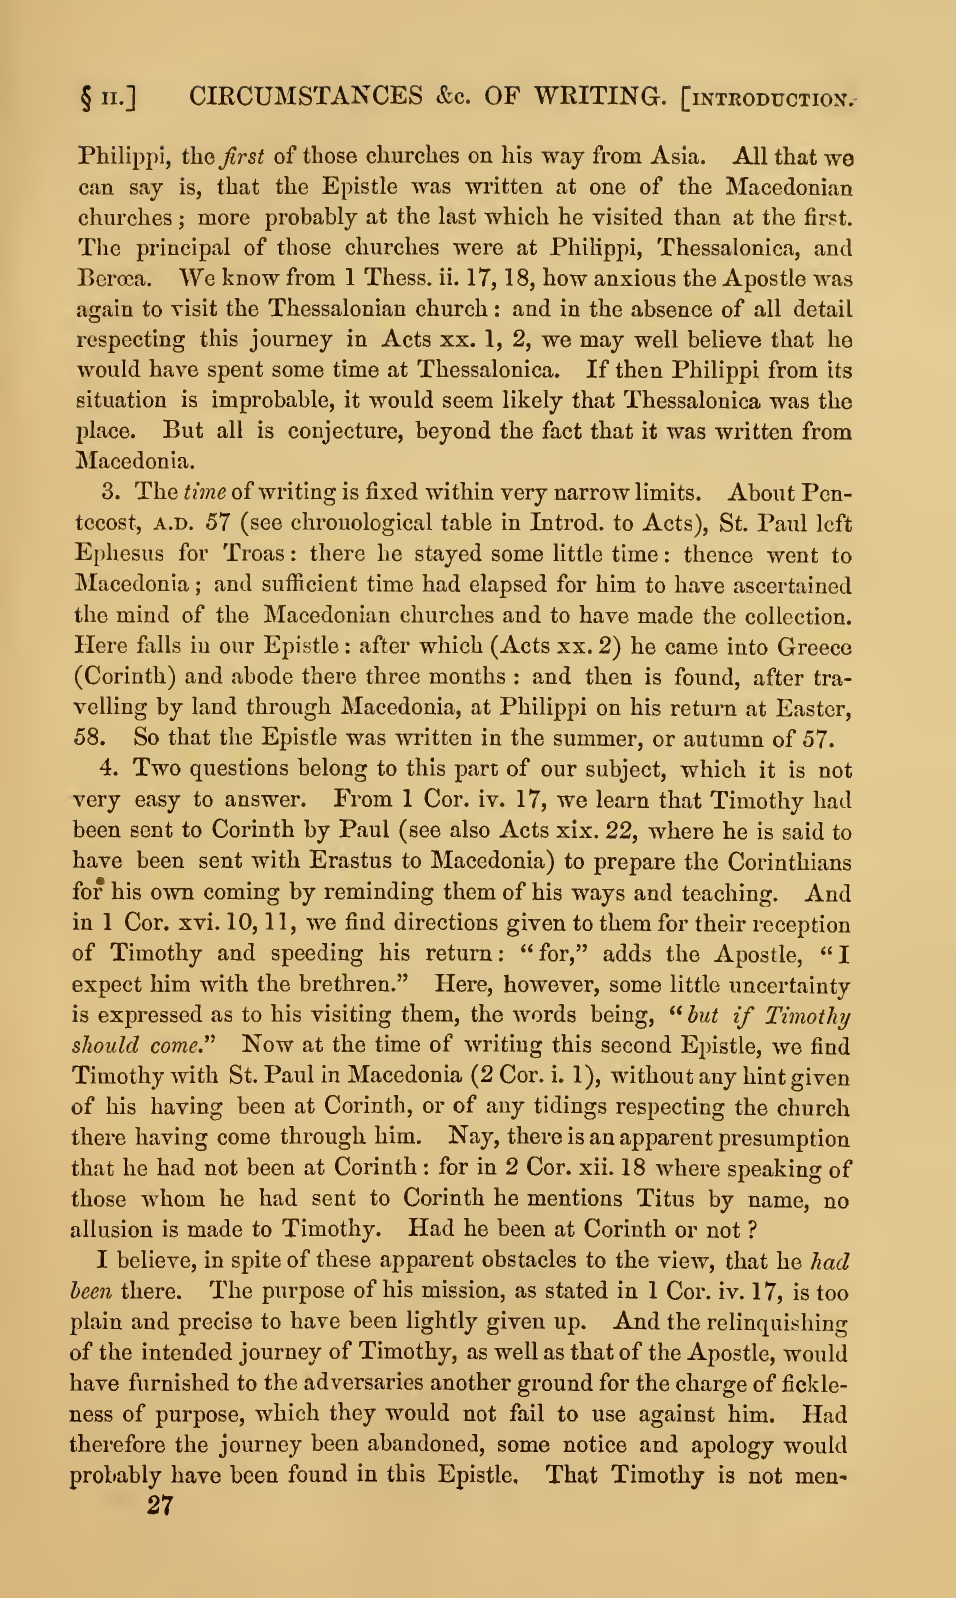 § II.] CIRCUMSTANCES &c. OF WRITING. [INTRODUCTION.
Philippi, the first of those churches on his way from Asia. All that we
can say is, that the Epistle was written at one of the Macedonian
churches; more probably at the last which he visited than at the first.
The principal of those churches were at Philippi, Thessalonica, and
Berœa. We know from 1 Thess. ii. 17, 18, how anxious the Apostle was
again to visit the Thessalonian church: and in the absence of all detail
respecting this journey in Acts xx. 1, 2, we may well believe that he
would have spent some time at Thessalonica. If then Philippi from its
situation is improbable, it would seem likely that Thessalonica was the
place. But all is conjecture, beyond the fact that it was written from
Macedonia.
3. The time of writing is fixed within very narrow limits. About Pen-
tecost, A.D. 57 (see chronological table in Introd. to Acts), St. Paul left
Ephesus for Troas: there he stayed some little time: thence went to
Macedonia; and sufficient time had elapsed for him to have ascertained
the mind of the Macedonian churches and to have made the collection.
Here falls in our Epistle: after which (Acts xx. 2) he came into Greece
(Corinth) and abode there three months: and then is found, after tra-
velling by land through Macedonia, at Philippi on his return at Easter,
58. So that the Epistle was written in the summer, or autumn of 57.
4. Two questions belong to this part of our subject, which it is not
very easy to answer. From 1 Cor. iv. 17, we learn that Timothy had
been sent to Corinth by Paul (see also Acts xix. 22, where he is said to
have been sent with Erastus to Macedonia) to prepare the Corinthians
for his own coming by reminding them of his ways and teaching. And
in 1 Cor. xvi. 10, 11, we find directions given to them for their reception
of Timothy and speeding his return: “for,” adds the Apostle, “I
expect him with the brethren.” Here, however, some little uncertainty
is expressed as to his visiting them, the words being, “but if Timothy
should come.” Now at the time of writing this second Epistle, we find
Timothy with St. Paul in Macedonia (2 Cor. i. 1), without any hint given
of his having been at Corinth, or of any tidings respecting the church
there having come through him. Nay, there is an apparent presumption
that he had not been at Corinth: for in 2 Cor. xii. 18 where speaking of
those whom he had sent to Corinth he mentions Titus by name, no
allusion is made to Timothy. Had he been at Corinth or not?
I believe, in spite of these apparent obstacles to the view, that he had
been there. The purpose of his mission, as stated in 1 Cor. iv. 17, is too
plain and precise to have been lightly given up. And the relinquishing
of the intended journey of Timothy, as well as that of the Apostle, would
have furnished to the adversaries another ground for the charge of fickle-
ness of purpose, which they would not fail to use against him. Had
therefore the journey been abandoned, some notice and apology would
probably have been found in this Epistle. That Timothy is not men-
27